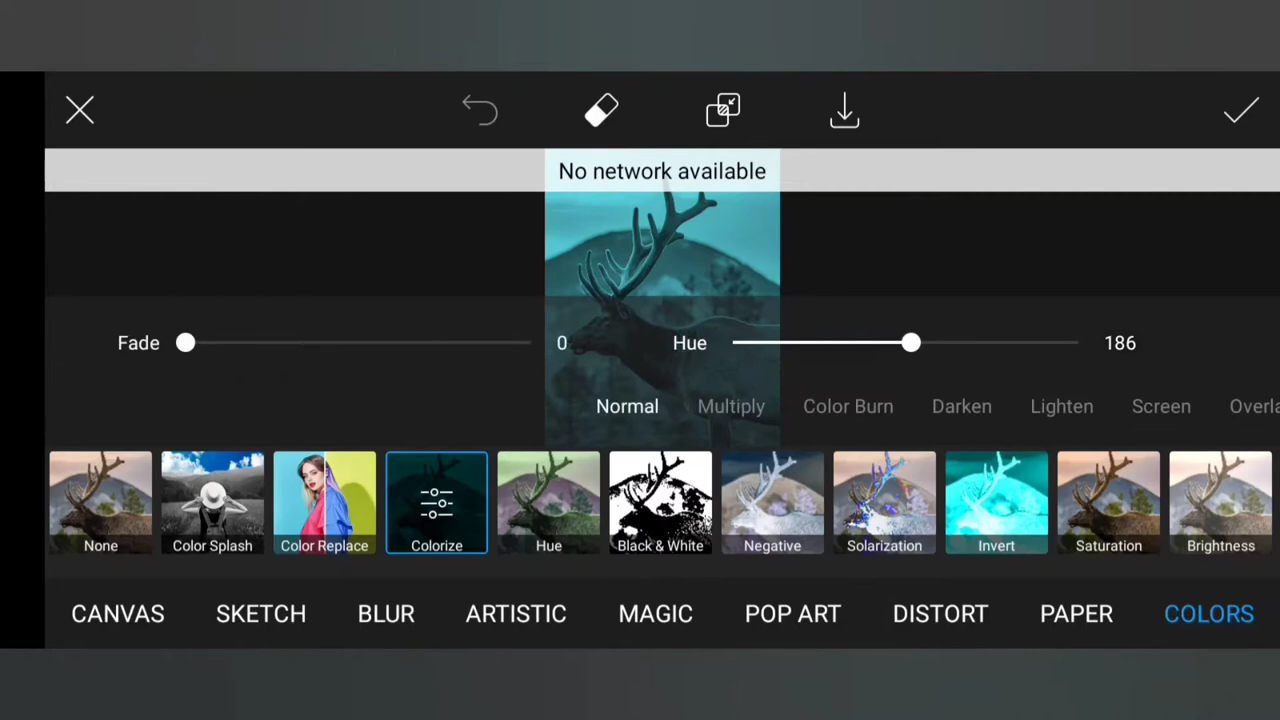 No network available
Fade 0 Hue 186
Normal Multiply Color Burn Darken Lighten Screen Overla
None Color Splash Color Replace Colorize Hue Black & White Negative Solarization Invert Saturation Brightness
CANVAS SKETCH BLUR ARTISTIC MAGIC POP ART DISTORT PAPER COLORS